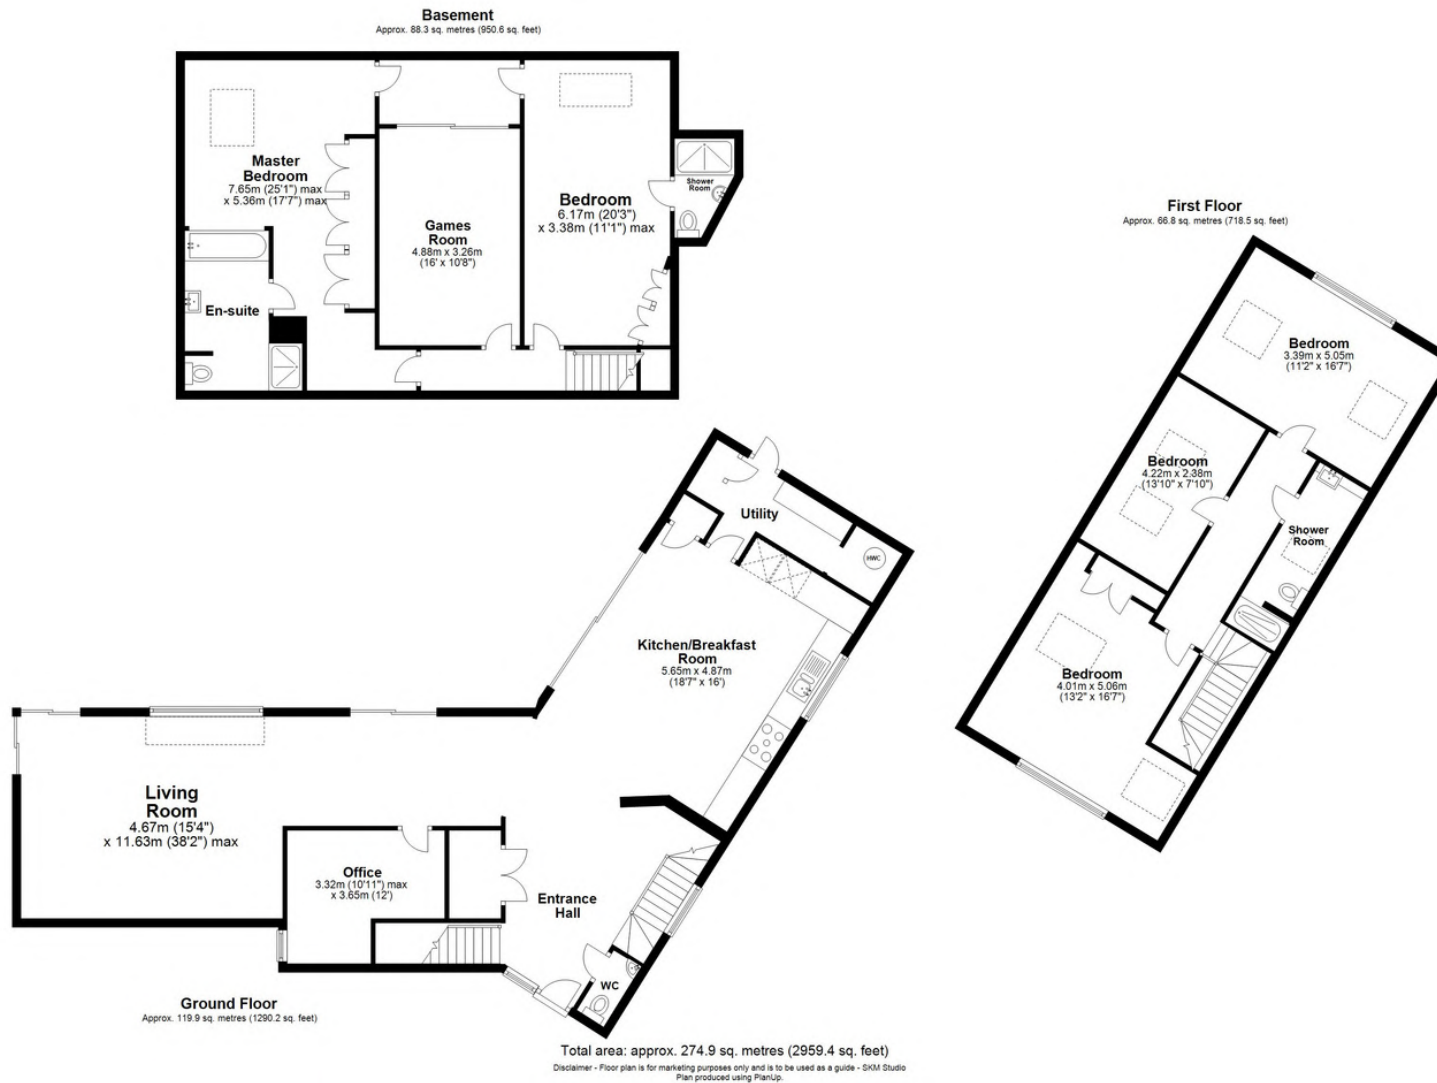 Basement
Approx. 88.3 sq. metres (950.6 sq. feet)
Master
Bedroom
7.65m (25'1") max
x 5.36m (17'7") max
Games
Room
4.88m x 3.26m
(16' x 10'8")
Bedroom
6.17m (20'3")
x 3.38m (11'1") max
Shower
Room
En-suite
First Floor
Approx. 66.8 sq. metres (718.5 sq. feet)
Bedroom
3.39m x 5.05m
(11'2" x 16'7")
Bedroom
4.22m x 2.38m
(13'10" x 7'10")
Shower
Room
Bedroom
4.01m x 5.06m
(13'2" x 16'7")
Utility
HWC
Kitchen/Breakfast
Room
5.65m x 4.87m
(18'7" x 16')
Living
Room
4.67m (15'4")
x 11.63m (38'2") max
Office
3.32m (10'11") max
x 3.65m (12')
Entrance
Hall
WC
Ground Floor
Approx. 119.9 sq. metres (1290.2 sq. feet)
Total area: approx. 274.9 sq. metres (2959.4 sq. feet)
Disclaimer - Floor plan is for marketing purposes only and is to be used as a guide - SKM Studio
Plan produced using PlanUp.